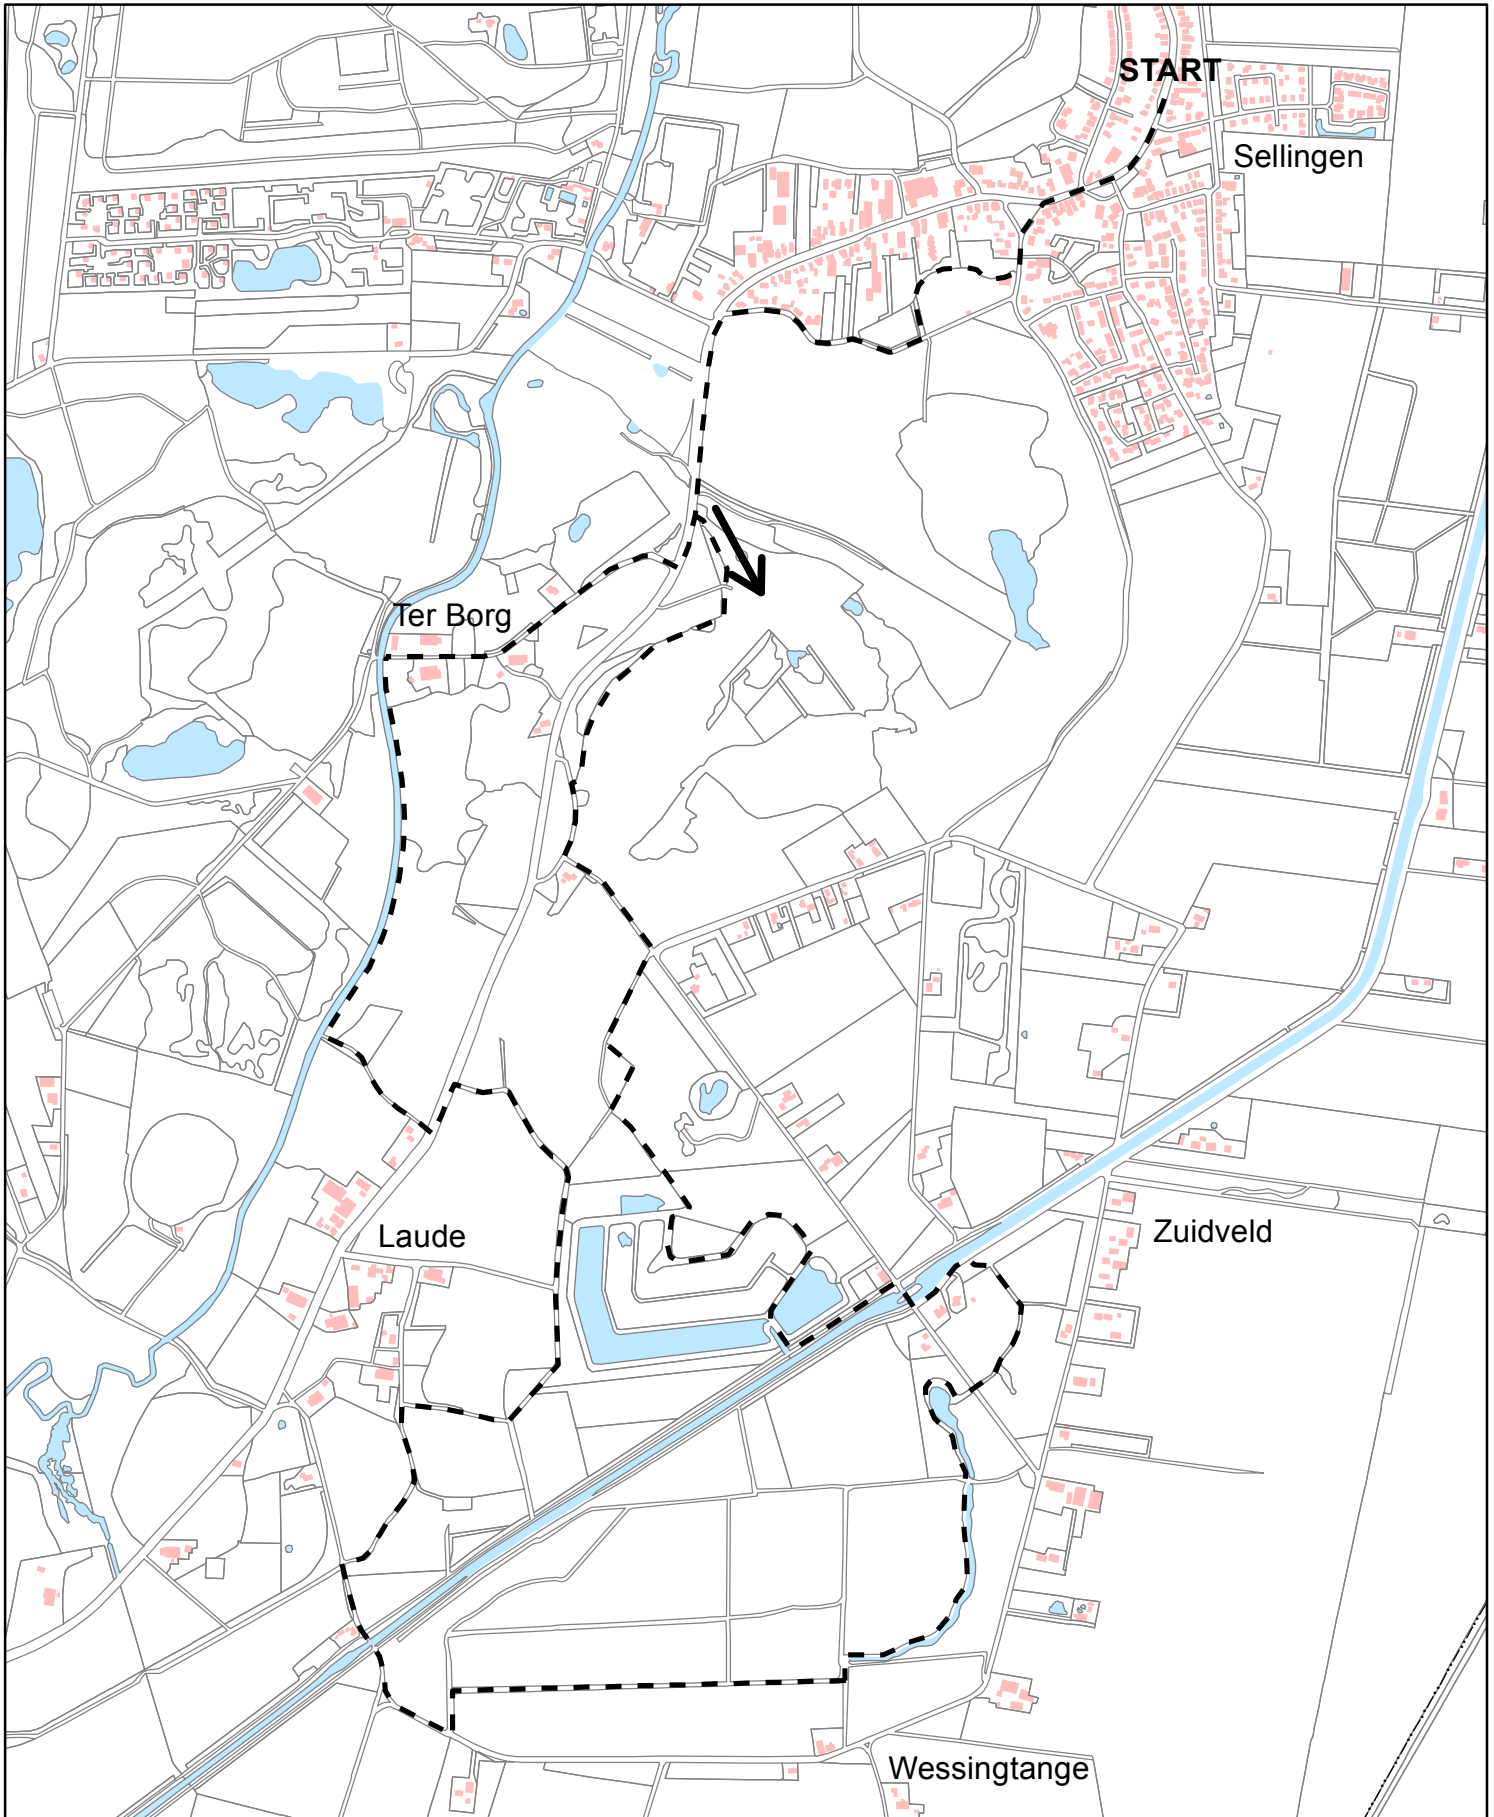 START
Sellingen
Ter Borg
Laude
Zuidveld
Wessingtange